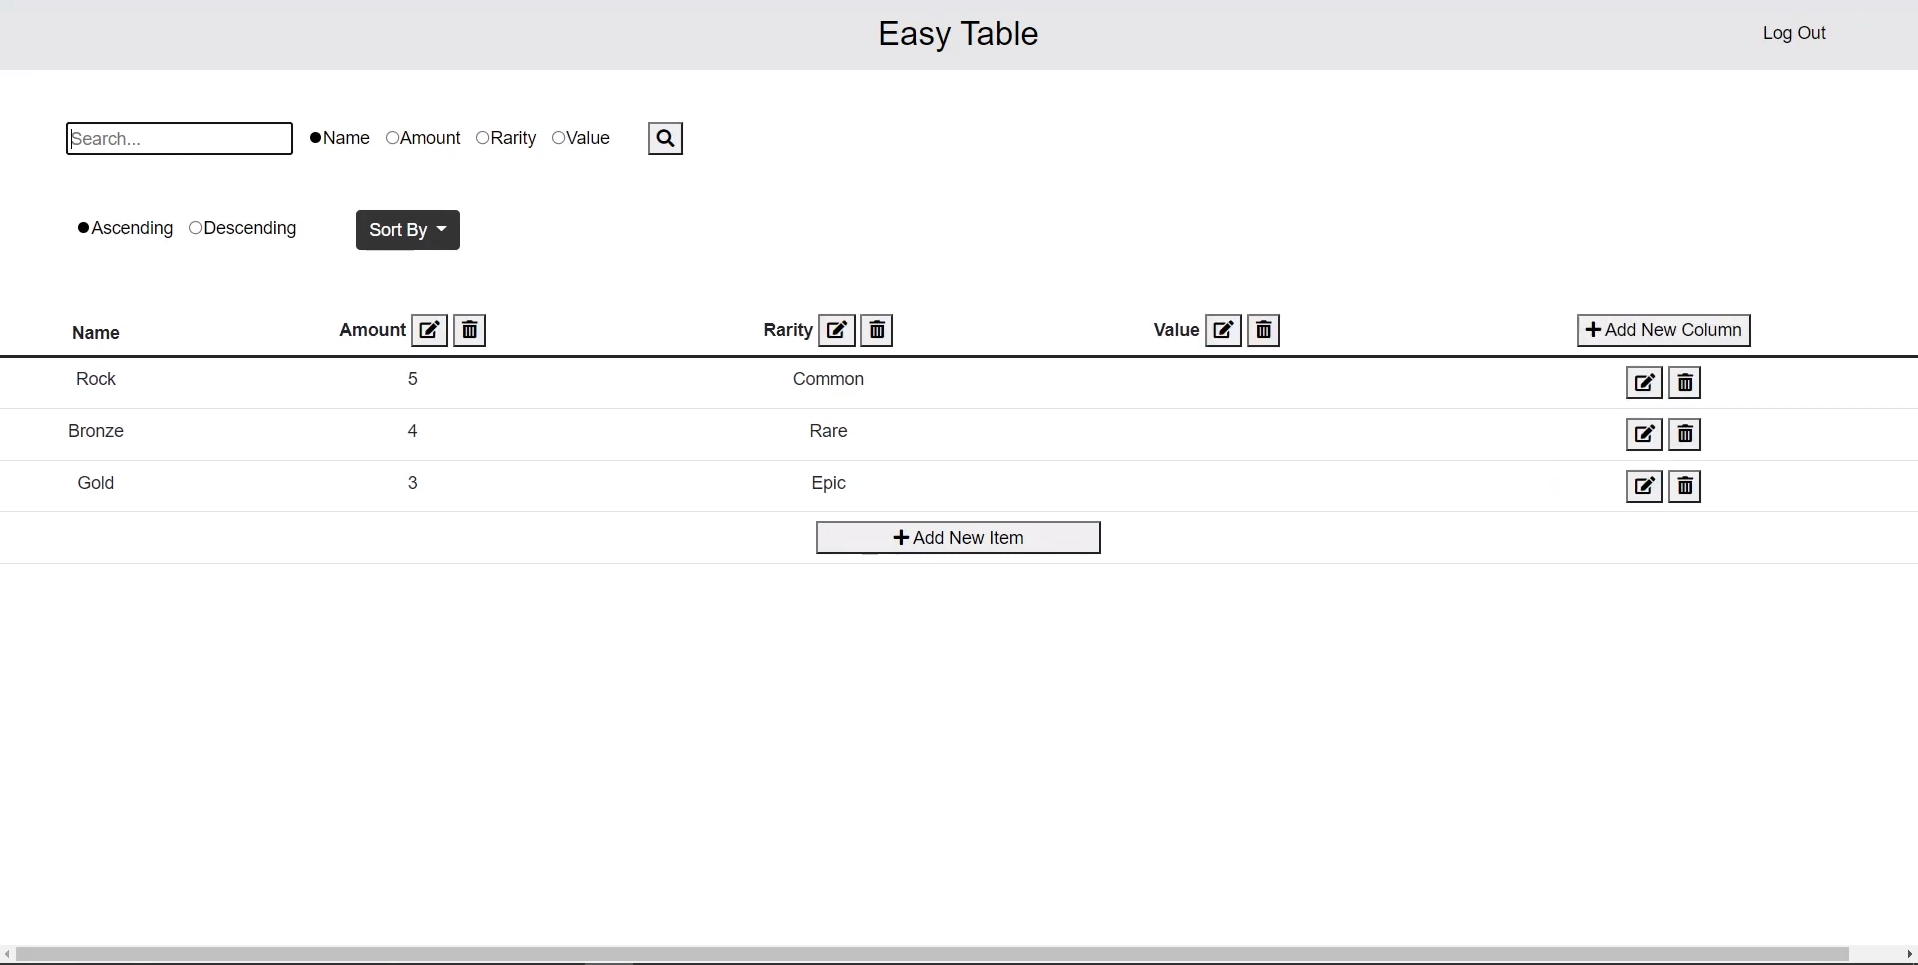 Easy Table
Log Out
Search...
Name Amount Rarity Value
Ascending Descending
Sort By
Name Amount Rarity Value Add New Column
Rock 5 Common
Bronze 4 Rare
Gold 3 Epic
Add New Item